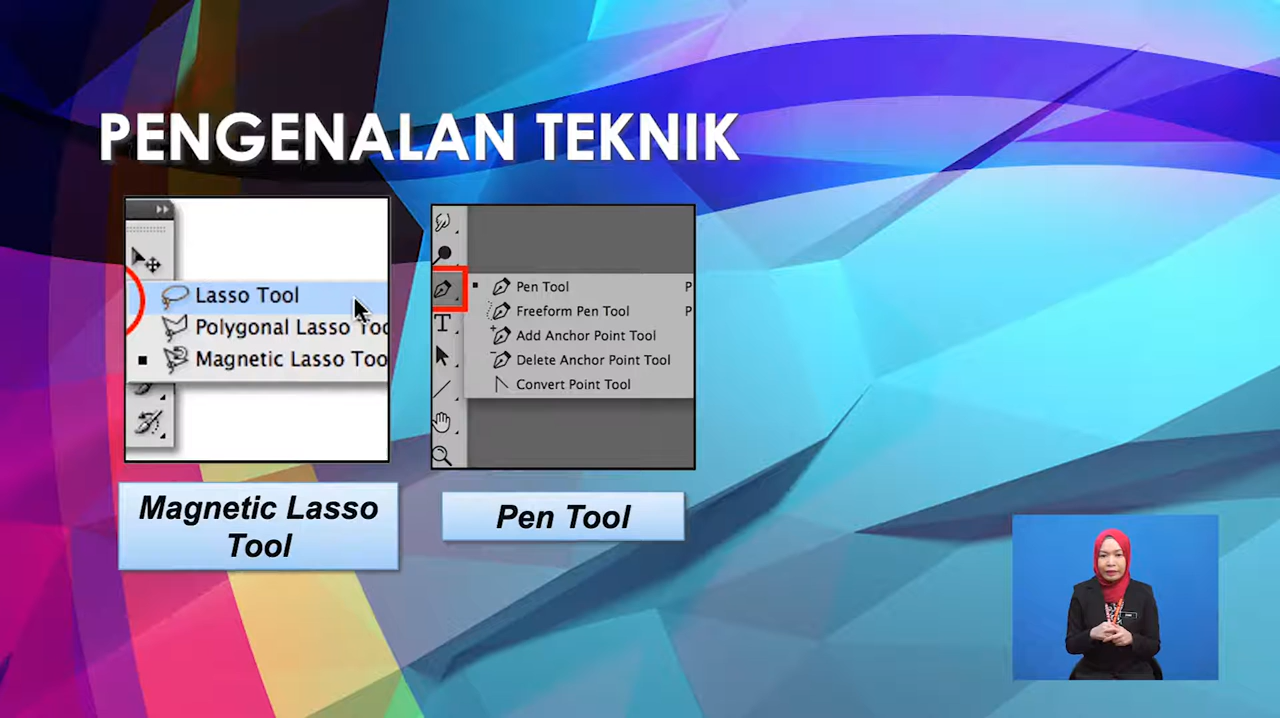 PENGENALAN TEKNIK
Lasso Tool
Polygonal Lasso Too
Magnetic Lasso Too
Pen Tool P
Freeform Pen Tool P
Add Anchor Point Tool
Delete Anchor Point Tool
Convert Point Tool
T
Magnetic Lasso
Tool
Pen Tool